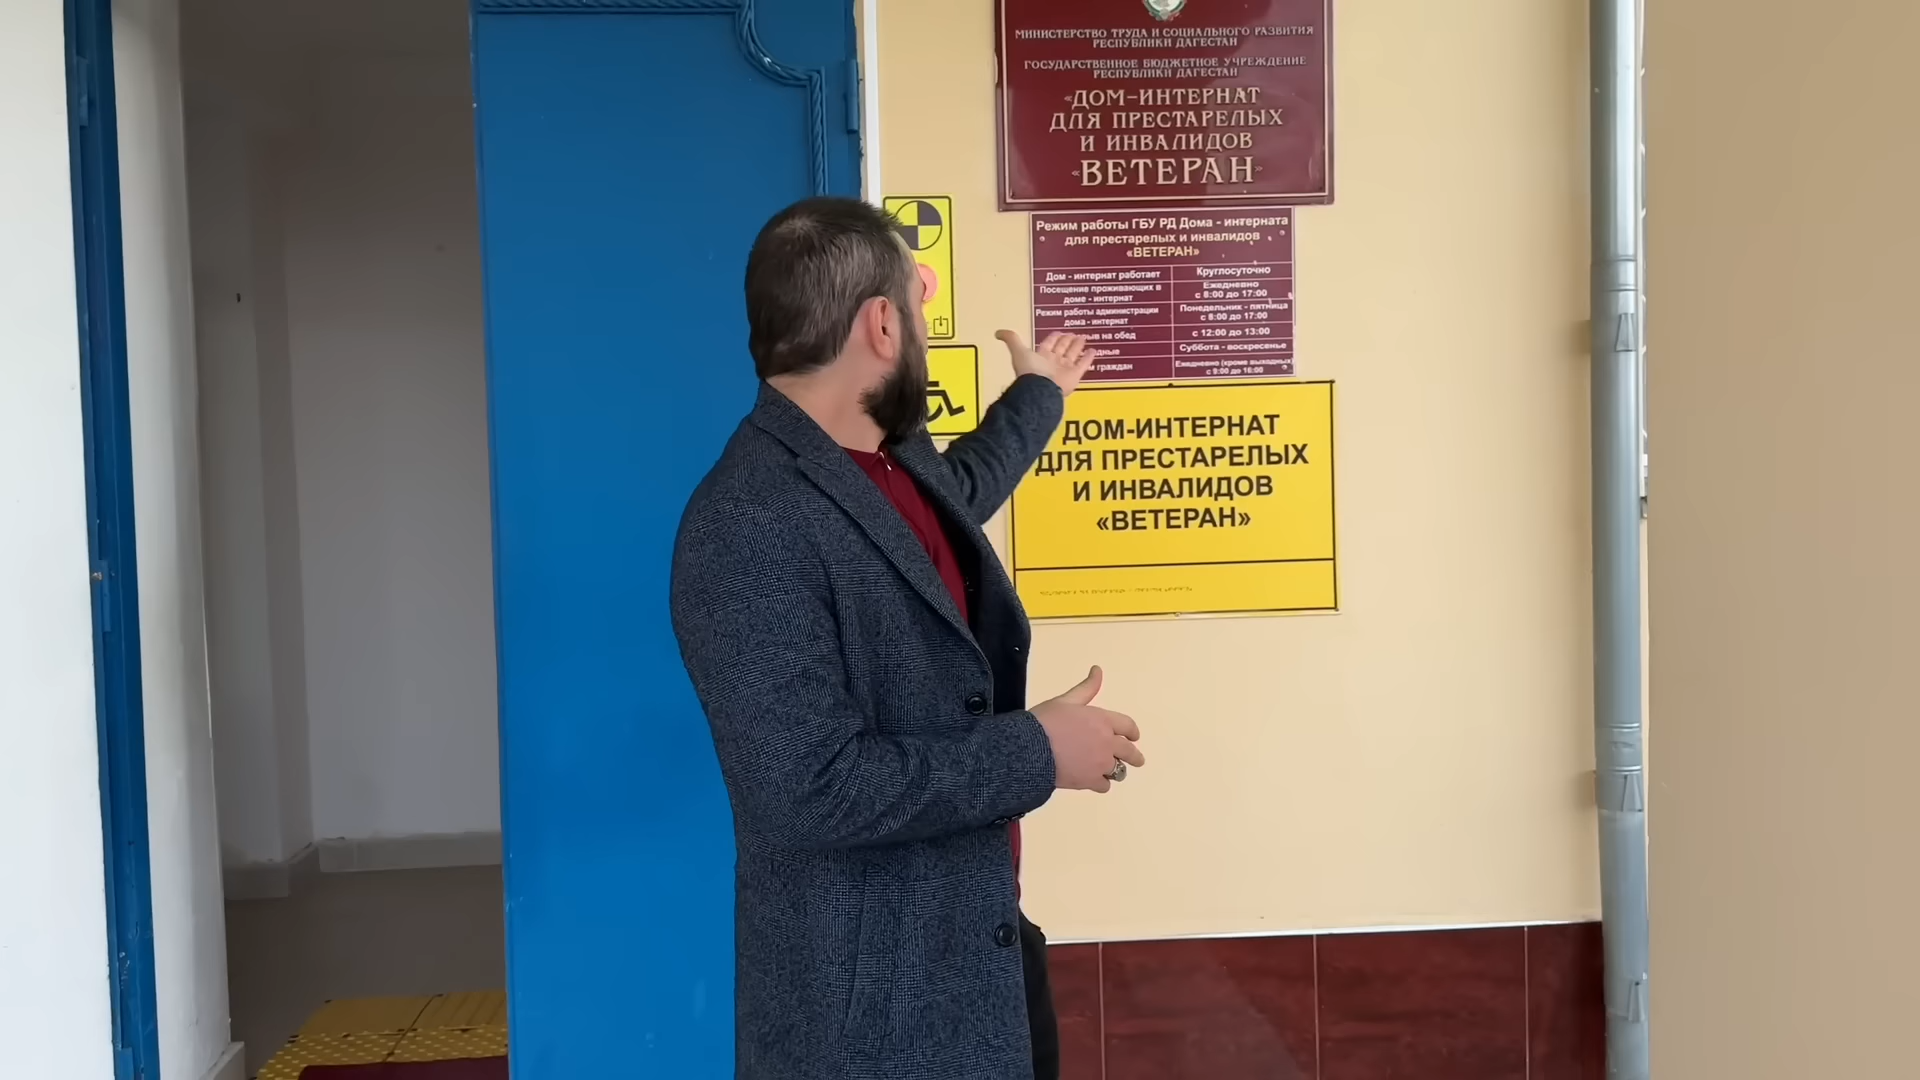 МИНИСТЕРСТВО ТРУДА И СОЦИАЛЬНОГО РАЗВИТИЯ
РЕСПУБЛИКИ ДАГЕСТАН
ГОСУДАРСТВЕННОЕ БЮДЖЕТНОЕ УЧРЕЖДЕНИЕ
РЕСПУБЛИКИ ДАГЕСТАН
«ДОМ-ИНТЕРНАТ
ДЛЯ ПРЕСТАРЕЛЫХ
И ИНВАЛИДОВ
«ВЕТЕРАН»
Режим работы ГБУ РД Дома - интерната
для престарелых и инвалидов
«ВЕТЕРАН»
Дом - интернат работает Круглосуточно
Посещение проживающих в
доме - интернат
Ежедневно
с 8:00 до 17:00
Режим работы администрации
дома - интернат
Понедельник - пятница
с 8:00 до 17:00
на обед с 12:00 до 13:00
Суббота - воскресенье
граждан
Ежедневно (кроме выходных)
с 9:00 до 16:00
ДОМ-ИНТЕРНАТ
ДЛЯ ПРЕСТАРЕЛЫХ
И ИНВАЛИДОВ
«ВЕТЕРАН»